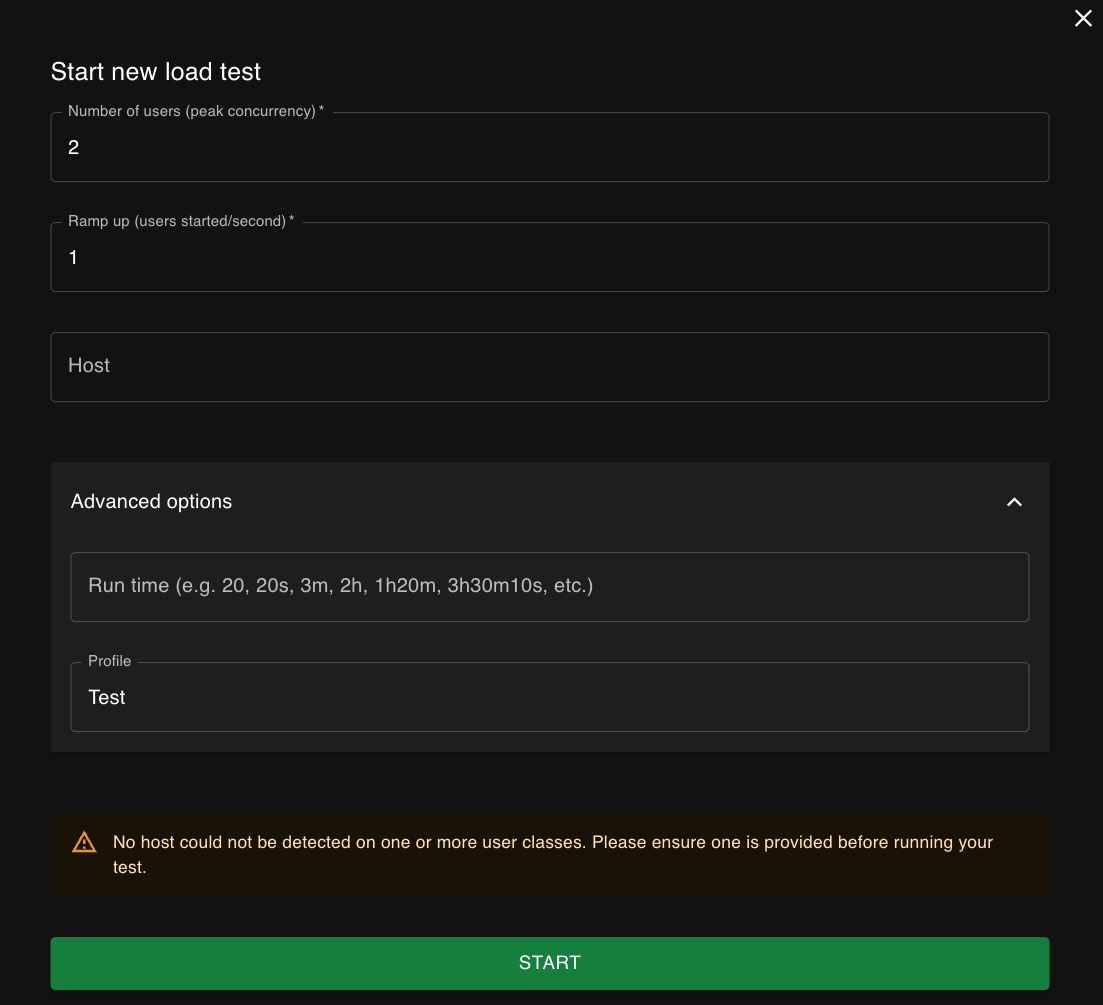 Start new load test
Number of users (peak concurrency) *
2
Ramp up (users started/second) *
1
Host
Advanced options
Run time (e.g. 20, 20s, 3m, 2h, 1h20m, 3h30m10s, etc.)
Profile
Test
No host could not be detected on one or more user classes. Please ensure one is provided before running your
test.
START